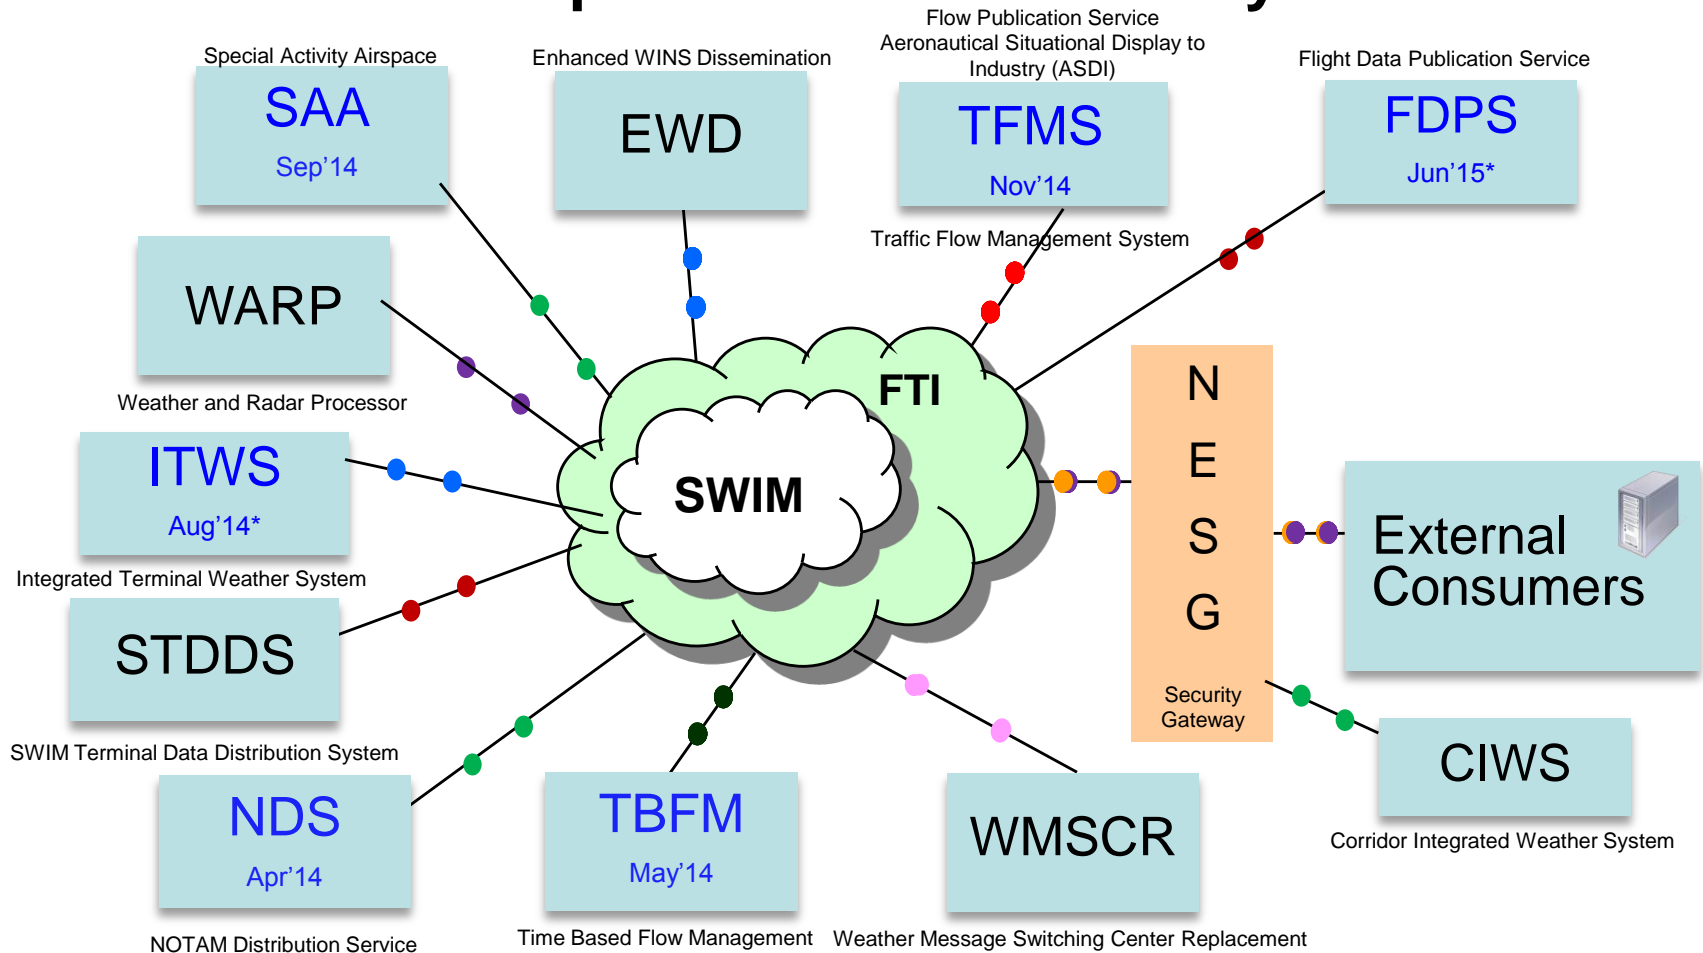 Flow Publication Service
Aeronautical Situational Display to
Industry (ASDI)
Special Activity Airspace
Enhanced WINS Dissemination
Flight Data Publication Service
SAA
Sep’14
EWD
TFMS
Nov’14
FDPS
Jun’15*
Traffic Flow Management System
WARP
Weather and Radar Processor
FTI
SWIM
N
E
S
G
Security
Gateway
ITWS
Aug’14*
Integrated Terminal Weather System
External
Consumers
STDDS
SWIM Terminal Data Distribution System
CIWS
Corridor Integrated Weather System
NDS
Apr’14
NOTAM Distribution Service
TBFM
May’14
Time Based Flow Management
WMSCR
Weather Message Switching Center Replacement